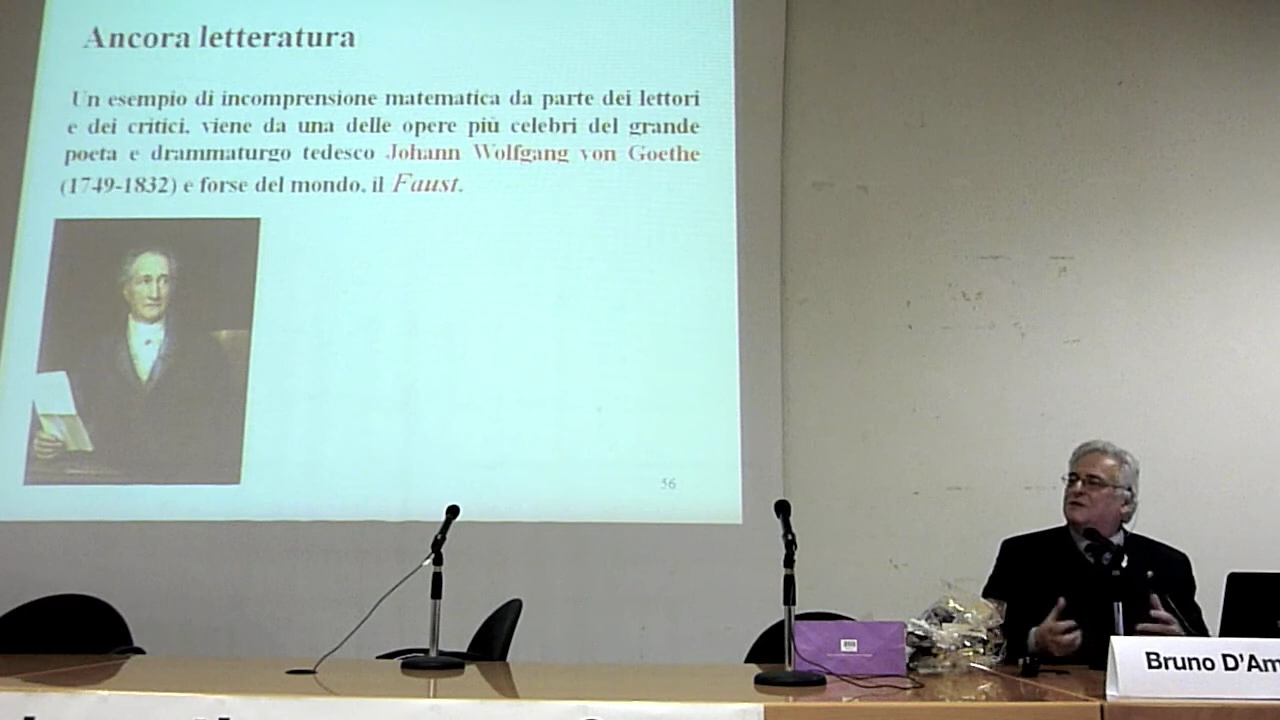 Ancora letteratura
Un esempio di incomprensione matematica da parte dei lettori
e dei critici, viene da una delle opere più celebri del grande
poeta e drammaturgo tedesco Johann Wolfgang von Goethe
(1749-1832) e forse del mondo, il Faust.
56
Bruno D'Am